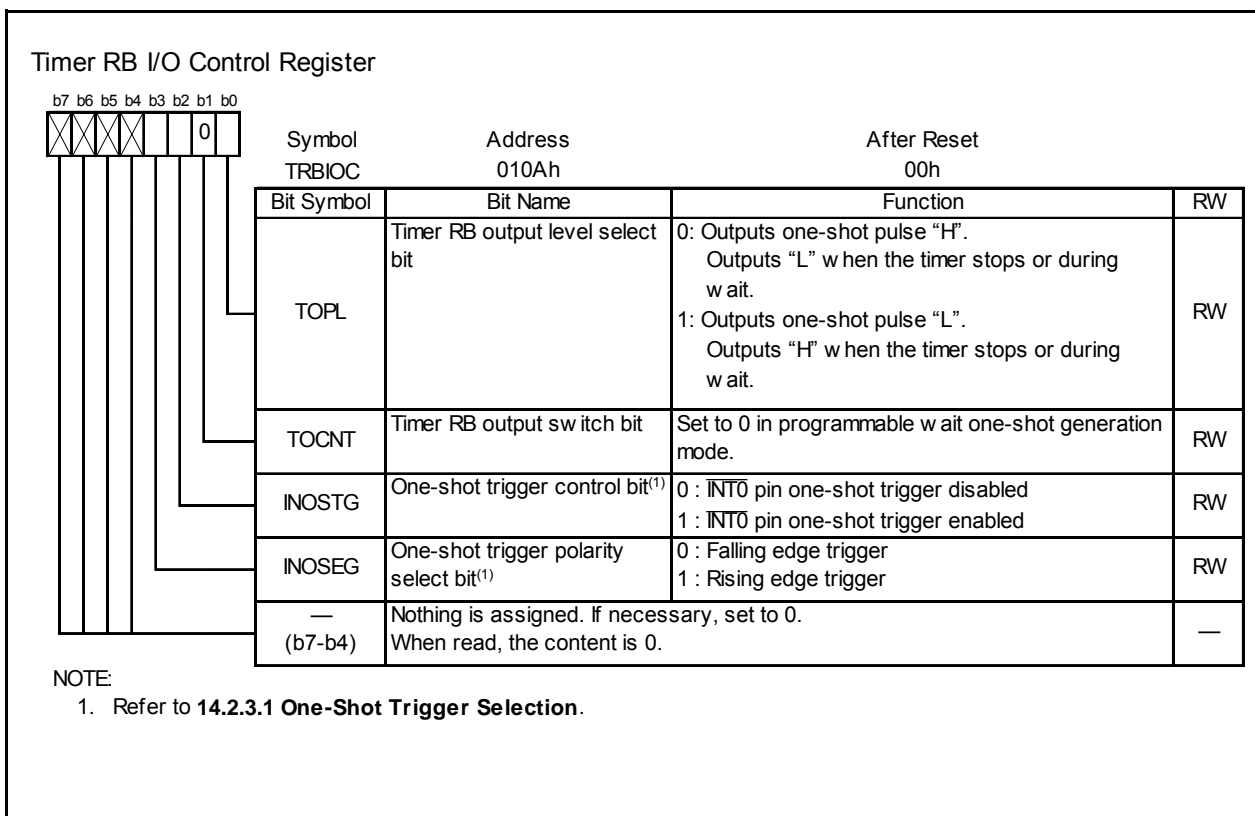 Timer RB I/O Control Register
b7 b6 b5 b4 b3 b2 b1 b0
0
Symbol Address After Reset
TRBIOC 010Ah 00h
Bit Symbol Bit Name Function RW
TOPL
Timer RB output level select
bit
0: Outputs one-shot pulse “H”.
Outputs “L” when the timer stops or during
wait.
1: Outputs one-shot pulse “L”.
Outputs “H” when the timer stops or during
wait.
RW
TOCNT
Timer RB output switch bit
Set to 0 in programmable wait one-shot generation
mode.
RW
INOSTG
One-shot trigger control bit(1)
0 : INT0 pin one-shot trigger disabled
1 : INT0 pin one-shot trigger enabled
RW
INOSEG
One-shot trigger polarity
select bit(1)
0 : Falling edge trigger
1 : Rising edge trigger
RW
—
(b7-b4)
Nothing is assigned. If necessary, set to 0.
When read, the content is 0.
—
NOTE:
1. Refer to 14.2.3.1 One-Shot Trigger Selection.